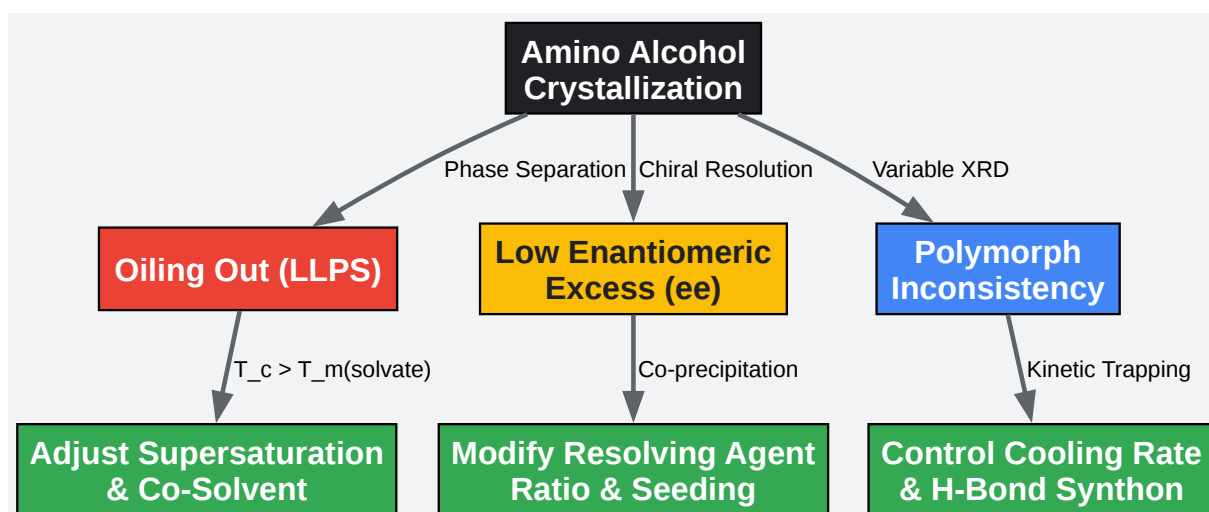 Amino Alcohol
Crystallization
Phase Separation
Chiral Resolution
Variable XRD
Oiling Out (LLPS)
Low Enantiomeric
Excess (ee)
Polymorph
Inconsistency
T_c > T_m(solvate)
Co-precipitation
Kinetic Trapping
Adjust Supersaturation
& Co-Solvent
Modify Resolving Agent
Ratio & Seeding
Control Cooling Rate
& H-Bond Synthon